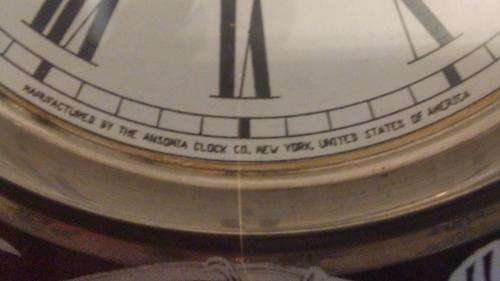 MANUFACTURED BY THE ANSONIA CLOCK CO. NEW YORK, UNITED STATES OF AMERICA